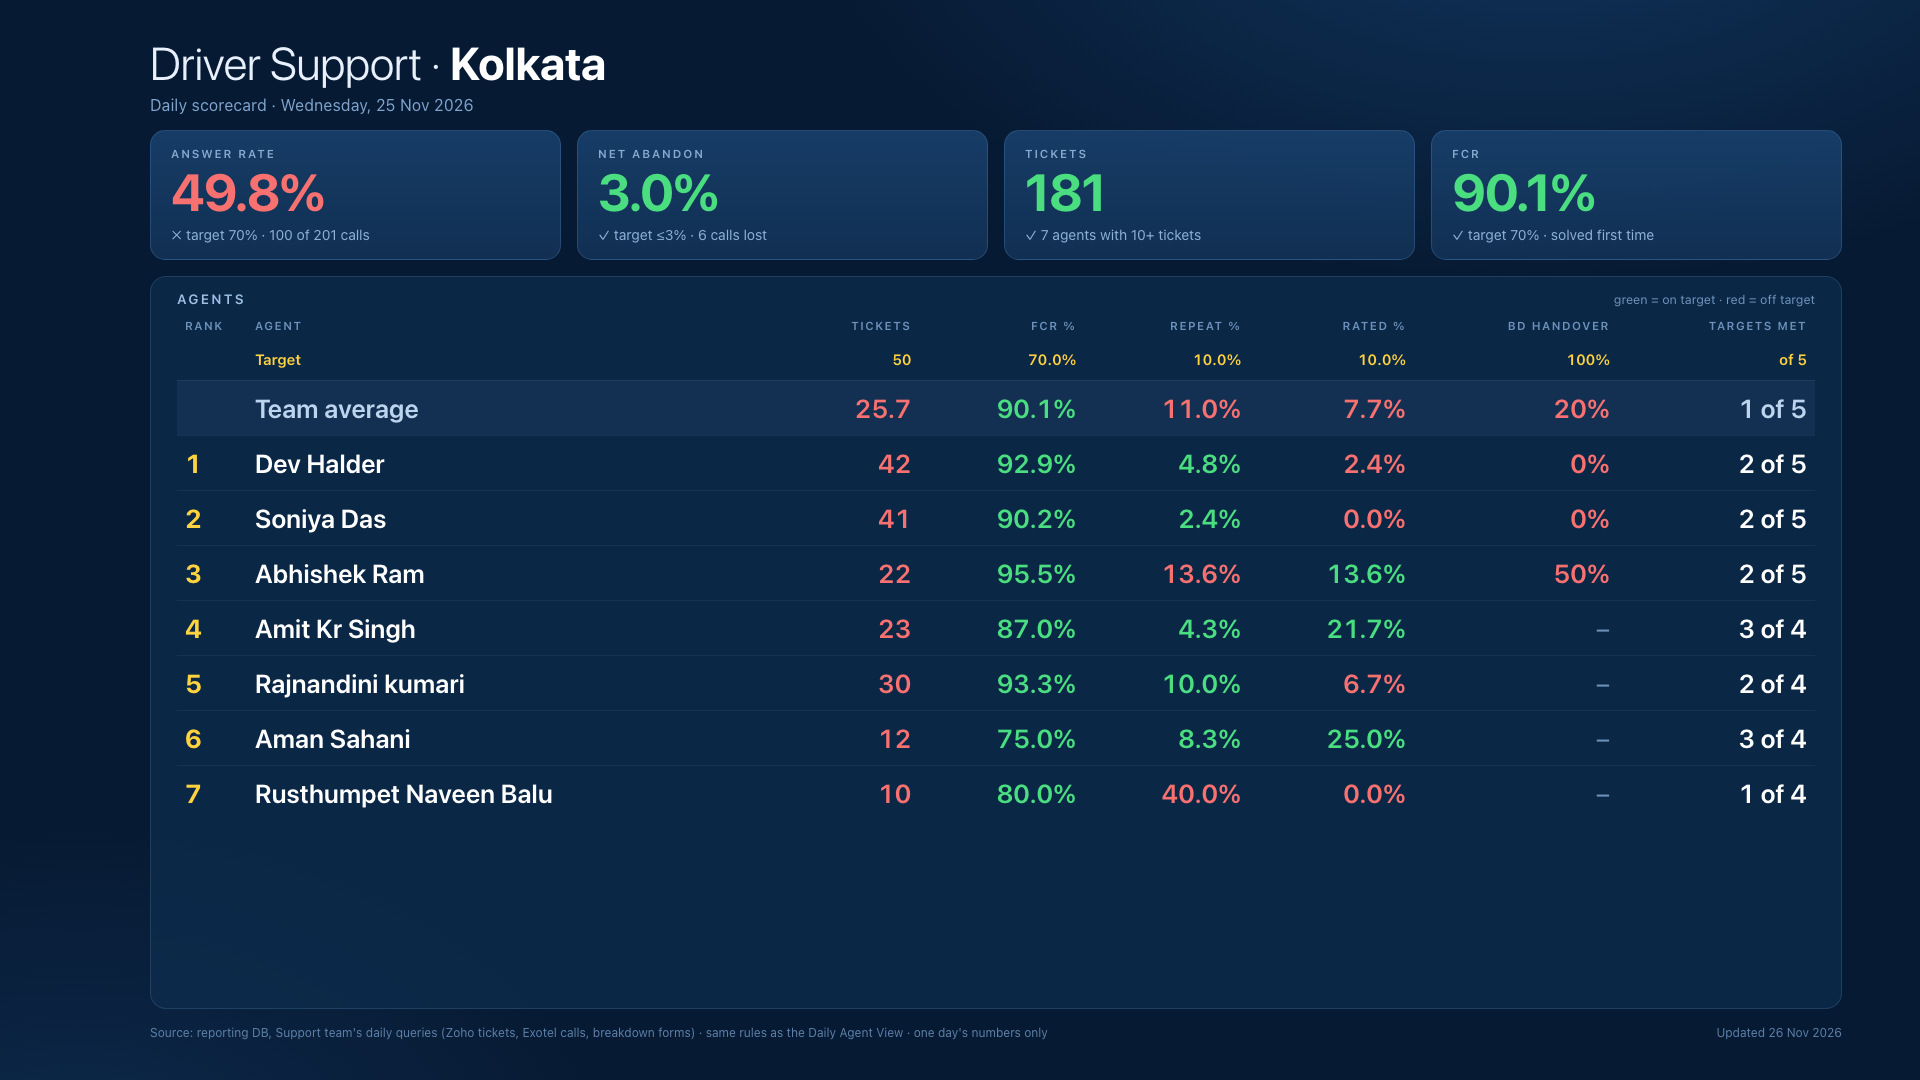 Driver Support · Kolkata
Daily scorecard · Wednesday, 25 Nov 2026
ANSWER RATE
49.8%
✕ target 70% · 100 of 201 calls
NET ABANDON
3.0%
✓ target ≤3% · 6 calls lost
TICKETS
181
✓ 7 agents with 10+ tickets
FCR
90.1%
✓ target 70% · solved first time
AGENTS green = on target · red = off target
RANK AGENT TICKETS FCR % REPEAT % RATED % BD HANDOVER TARGETS MET
Target 50 70.0% 10.0% 10.0% 100% of 5
Team average 25.7 90.1% 11.0% 7.7% 20% 1 of 5
1 Dev Halder 42 92.9% 4.8% 2.4% 0% 2 of 5
2 Soniya Das 41 90.2% 2.4% 0.0% 0% 2 of 5
3 Abhishek Ram 22 95.5% 13.6% 13.6% 50% 2 of 5
4 Amit Kr Singh 23 87.0% 4.3% 21.7% – 3 of 4
5 Rajnandini kumari 30 93.3% 10.0% 6.7% – 2 of 4
6 Aman Sahani 12 75.0% 8.3% 25.0% – 3 of 4
7 Rusthumpet Naveen Balu 10 80.0% 40.0% 0.0% – 1 of 4
Source: reporting DB, Support team's daily queries (Zoho tickets, Exotel calls, breakdown forms) · same rules as the Daily Agent View · one day's numbers only
Updated 26 Nov 2026